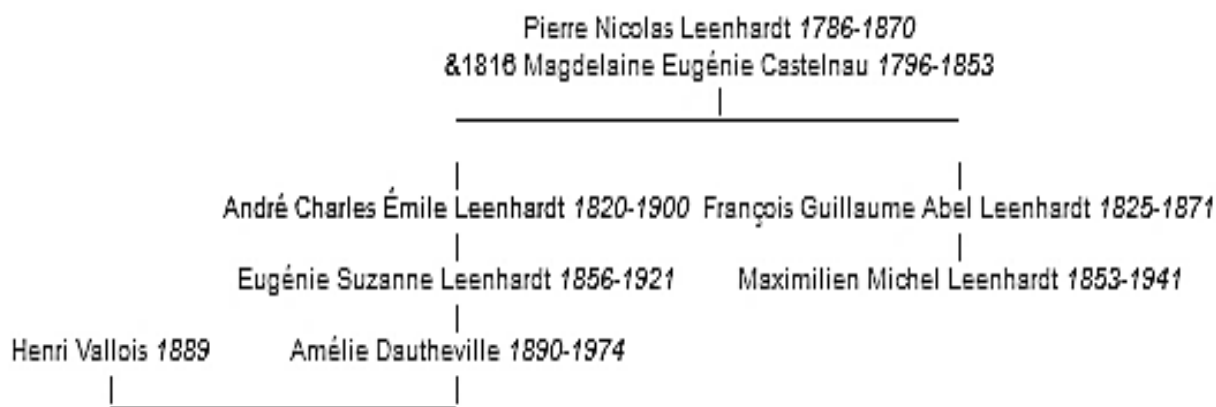 Pierre Nicolas Leenhardt 1786-1870
&1816 Magdelaine Eugénie Castelnau 1796-1853
André Charles Émile Leenhardt 1820-1900 François Guillaume Abel Leenhardt 1825-1871
Eugénie Suzanne Leenhardt 1856-1921 Maximilien Michel Leenhardt 1853-1941
Henri Vallois 1889 Amélie Dautheville 1890-1974